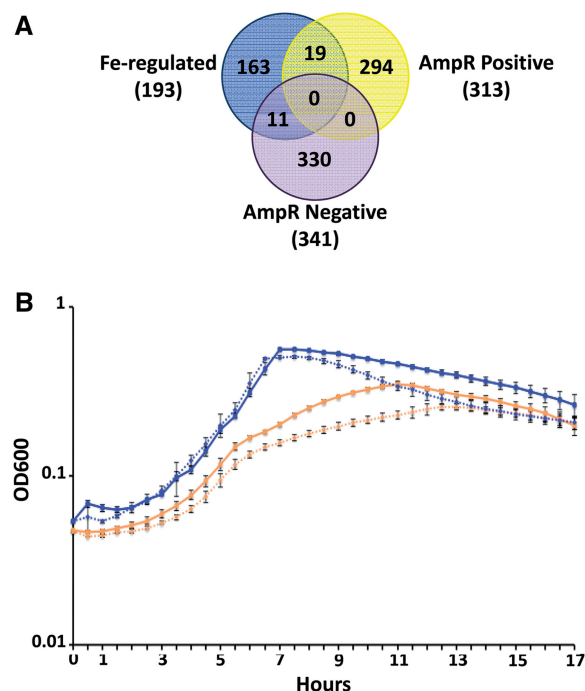 A
Fe-regulated
(193)
163
19
294
AmpR Positive
(313)
0
11
0
330
AmpR Negative
(341)
B
1
0.1
0.01
OD600
0 1 3 5 7 9 11 13 15 17
Hours